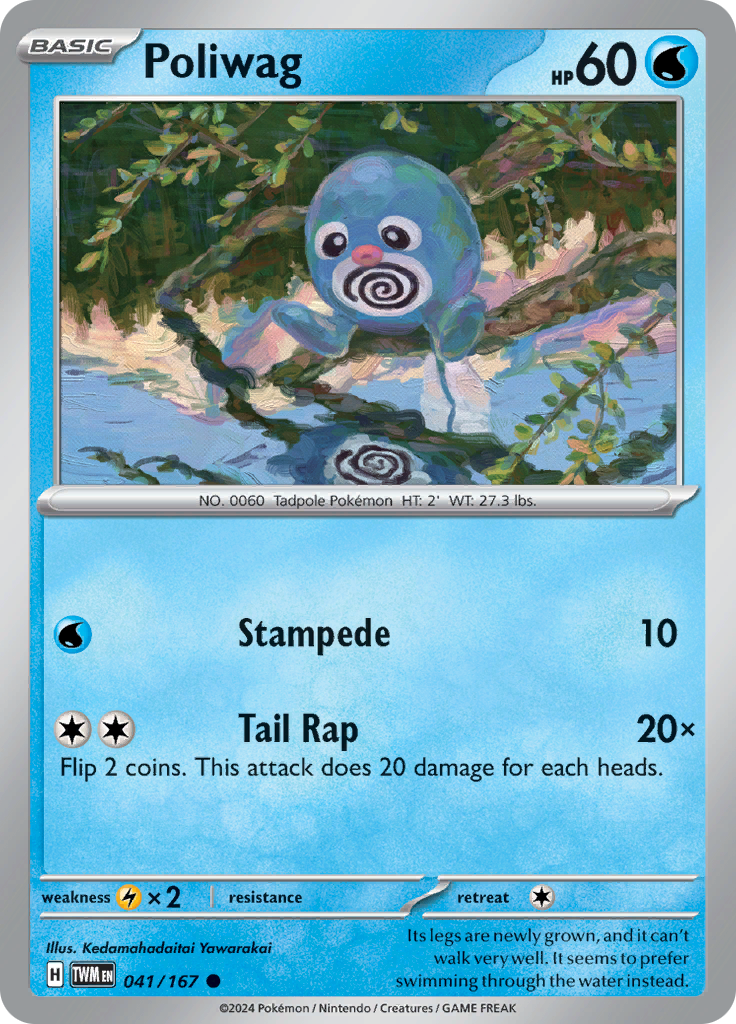 BASIC
Poliwag
HP 60
NO. 0060 Tadpole Pokémon HT: 2' WT: 27.3 lbs.
Stampede 10
Tail Rap 20×
Flip 2 coins. This attack does 20 damage for each heads.
weakness ×2 resistance retreat
Illus. Kedamahadaitai Yawarakai
Its legs are newly grown, and it can't
walk very well. It seems to prefer
swimming through the water instead.
H TWM EN 041/167
©2024 Pokémon / Nintendo / Creatures / GAME FREAK